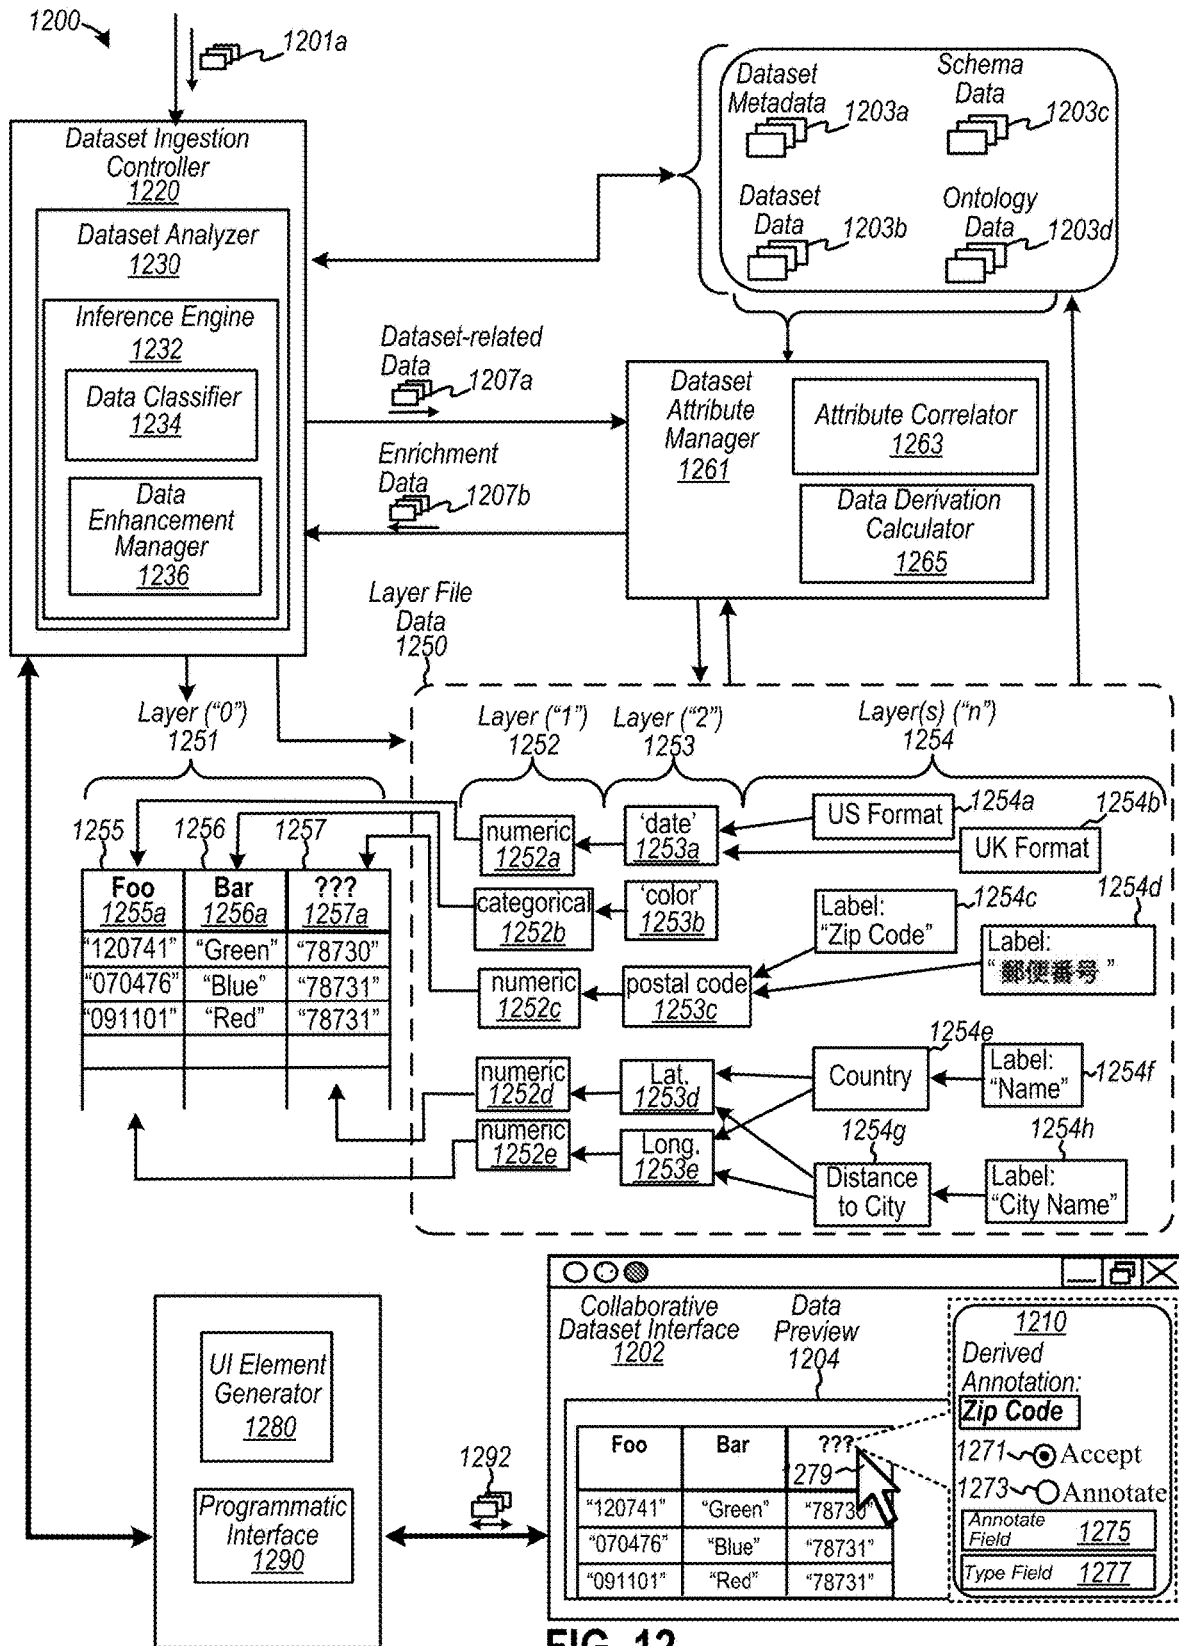 1200
1201a
Dataset Ingestion
Controller
1220
Dataset Analyzer
1230
Inference Engine
1232
Data Classifier
1234
Data
Enhancement
Manager
1236
Dataset
Metadata
1203a
Schema
Data
1203c
Dataset
Data
1203b
Ontology
Data
1203d
Dataset-related
Data
1207a
Enrichment
Data
1207b
Dataset
Attribute
Manager
1261
Attribute Correlator
1263
Data Derivation
Calculator
1265
Layer File
Data
1250
Layer ("0")
1251
Layer ("1")
1252
Layer ("2")
1253
Layer(s) ("n")
1254
1255
1256
1257
Foo
1255a
Bar
1256a
???
1257a
"120741" "Green" "78730"
"070476" "Blue" "78731"
"091101" "Red" "78731"
numeric
1252a
'date'
1253a
US Format
1254a
UK Format
1254b
categorical
1252b
'color'
1253b
Label:
"Zip Code"
1254c
Label:
"郵便番号"
1254d
numeric
1252c
postal code
1253c
numeric
1252d
Lat.
1253d
Country
1254e
Label:
"Name"
1254f
numeric
1252e
Long.
1253e
1254g
Distance
to City
1254h
Label:
"City Name"
UI Element
Generator
1280
Programmatic
Interface
1290
1292
Collaborative
Dataset Interface
1202
Data
Preview
1204
Foo Bar ???
1279
"120741" "Green" "78730"
"070476" "Blue" "78731"
"091101" "Red" "78731"
1210
Derived
Annotation:
Zip Code
1271 Accept
1273 Annotate
Annotate
Field 1275
Type Field 1277
FIG. 12